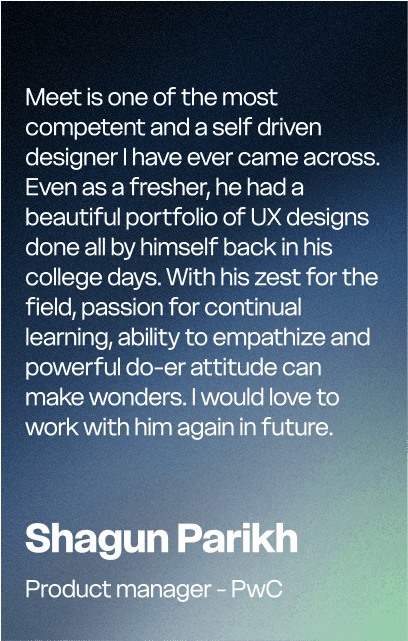 Meet is one of the most
competent and a self driven
designer I have ever came across.
Even as a fresher, he had a
beautiful portfolio of UX designs
done all by himself back in his
college days. With his zest for the
field, passion for continual
learning, ability to empathize and
powerful do-er attitude can
make wonders. I would love to
work with him again in future.
Shagun Parikh
Product manager - PwC